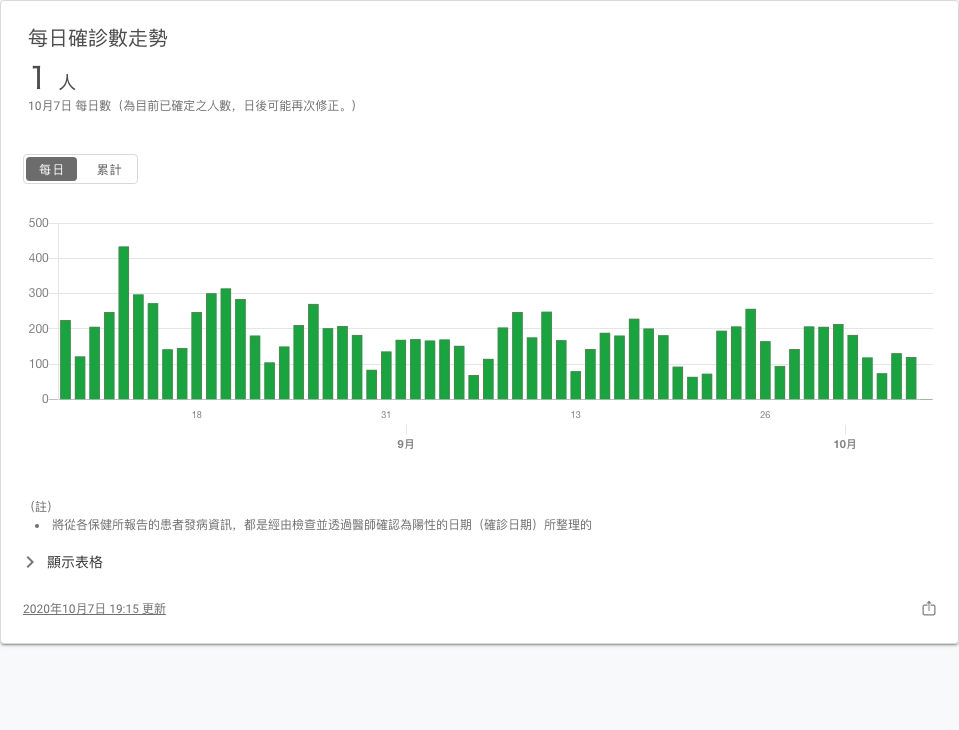 每日確診數走勢
1 人
10月7日 每日數（為目前已確定之人數，日後可能再次修正。）
每日 累計
500
400
300
200
100
0
18 31 13 26
9月 10月
（註）
• 將從各保健所報告的患者發病資訊，都是經由檢查並透過醫師確認為陽性的日期（確診日期）所整理的
顯示表格
2020年10月7日 19:15 更新